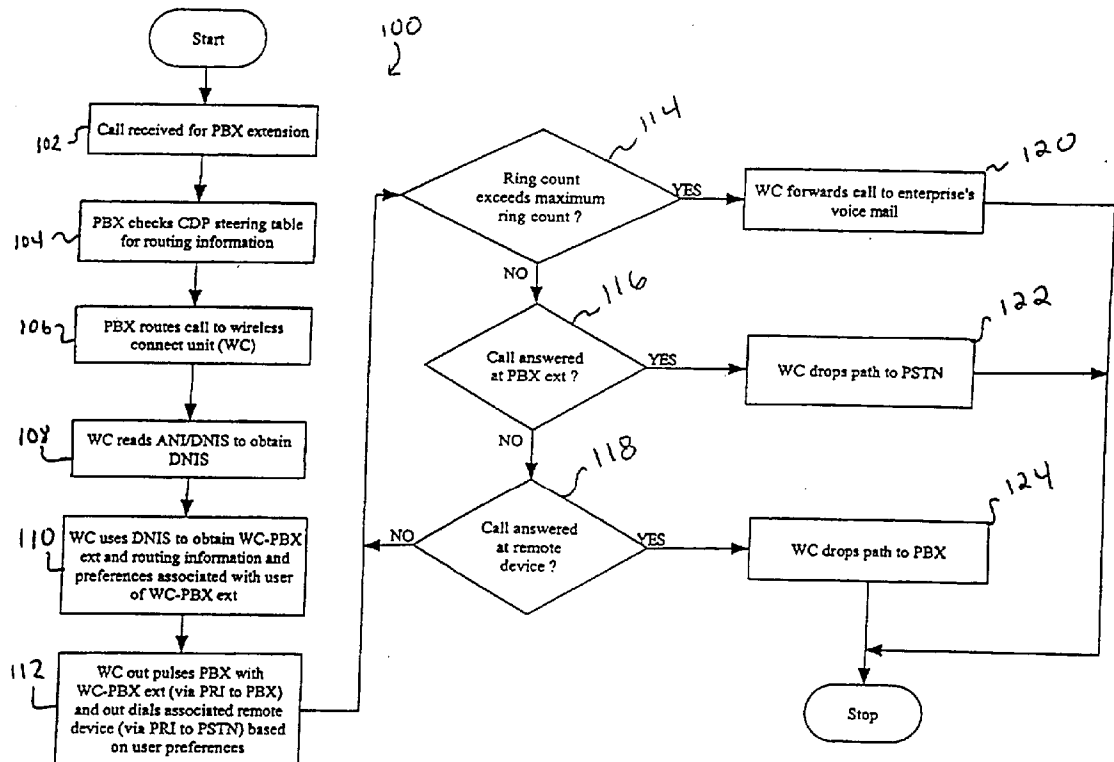 Start
100
102
Call received for PBX extension
104
PBX checks CDP steering table
for routing information
106
PBX routes call to wireless
connect unit (WC)
108
WC reads ANI/DNIS to obtain
DNIS
110
WC uses DNIS to obtain WC-PBX
ext and routing information and
preferences associated with user
of WC-PBX ext
112
WC out pulses PBX with
WC-PBX ext (via PRI to PBX)
and out dials associated remote
device (via PRI to PSTN) based
on user preferences
114
Ring count
exceeds maximum
ring count ?
YES
NO
120
WC forwards call to enterprise's
voice mail
116
Call answered
at PBX ext ?
YES
NO
122
WC drops path to PSTN
118
Call answered
at remote
device ?
NO
YES
124
WC drops path to PBX
Stop